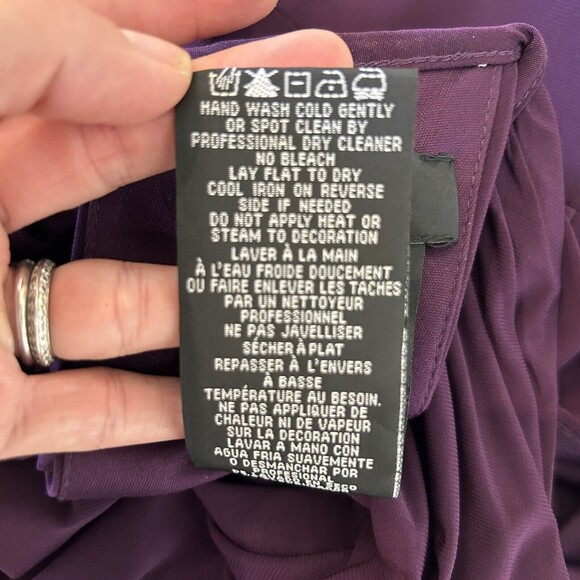 HAND WASH COLD GENTLY
OR SPOT CLEAN BY
PROFESSIONAL DRY CLEANER
NO BLEACH
LAY FLAT TO DRY
COOL IRON ON REVERSE
SIDE IF NEEDED
DO NOT APPLY HEAT OR
STEAM TO DECORATION
LAVER À LA MAIN
À L'EAU FROIDE DOUCEMENT
OU FAIRE ENLEVER LES TACHES
PAR UN NETTOYEUR
PROFESSIONNEL
NE PAS JAVELLISER
SÉCHER À PLAT
REPASSER À L'ENVERS
À BASSE
TEMPÉRATURE AU BESOIN.
NE PAS APPLIQUER DE
CHALEUR NI DE VAPEUR
SUR LA DECORATION
LAVAR A MANO CON
AGUA FRIA SUAVEMENTE
O DESMANCHAR POR
PROFESIONAL